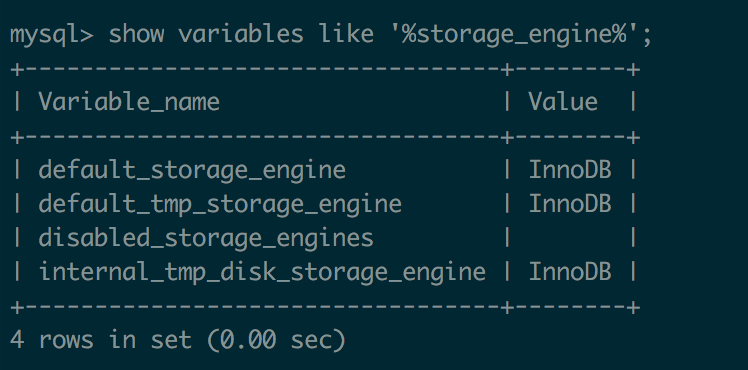 mysql> show variables like '%storage_engine%';
+----------------------------------+--------+
| Variable_name                    | Value  |
+----------------------------------+--------+
| default_storage_engine           | InnoDB |
| default_tmp_storage_engine       | InnoDB |
| disabled_storage_engines         |        |
| internal_tmp_disk_storage_engine | InnoDB |
+----------------------------------+--------+
4 rows in set (0.00 sec)